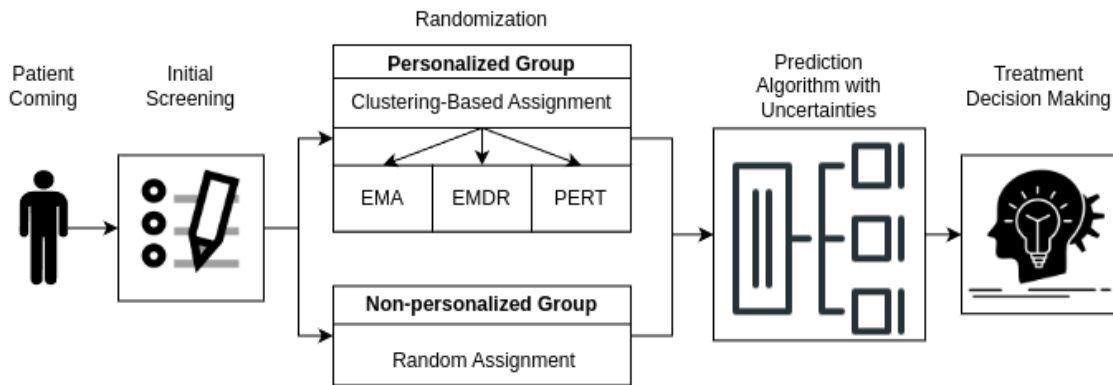 Patient
Coming
Initial
Screening
Randomization
Personalized Group
Clustering-Based Assignment
EMA
EMDR
PERT
Non-personalized Group
Random Assignment
Prediction
Algorithm with
Uncertainties
Treatment
Decision Making